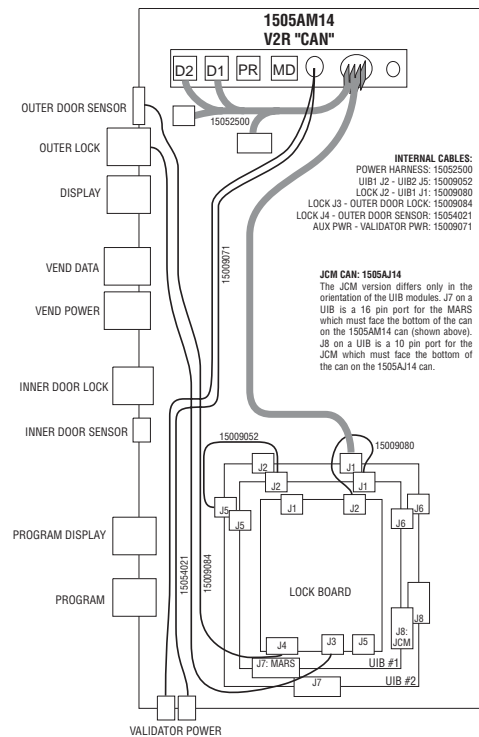 1505AM14
V2R "CAN"
D2 D1 PR MD
15052500
OUTER DOOR SENSOR
OUTER LOCK
DISPLAY
VEND DATA
VEND POWER
INNER DOOR LOCK
INNER DOOR SENSOR
PROGRAM DISPLAY
PROGRAM
VALIDATOR POWER
INTERNAL CABLES:
POWER HARNESS: 15052500
UIB1 J2 - UIB2 J5: 15009052
LOCK J2 - UIB1 J1: 15009080
LOCK J3 - OUTER DOOR LOCK: 15009084
LOCK J4 - OUTER DOOR SENSOR: 15054021
AUX PWR - VALIDATOR PWR: 15009071
JCM CAN: 1505AJ14
The JCM version differs only in the
orientation of the UIB modules. J7 on a
UIB is a 16 pin port for the MARS
which must face the bottom of the can
on the 1505AM14 can (shown above).
J8 on a UIB is a 10 pin port for the
JCM which must face the bottom of
the can on the 1505AJ14 can.
15009071
15009052
15009080
15054021
15009084
J2 J1
J2 J1
J1 J2
J5 J6
J5 J6
LOCK BOARD
J8
J8:
JCM
J4 J3 J5
J7: MARS
UIB #1
J7
UIB #2